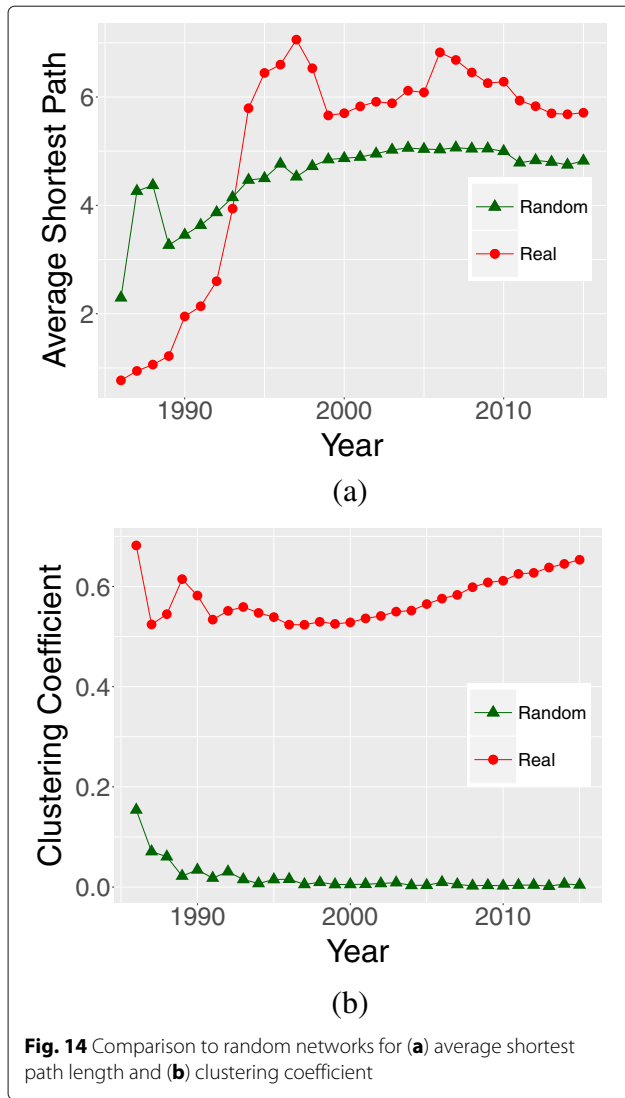 Average Shortest Path
6
4
2
Random
Real
1990 2000 2010
Year
(a)
Clustering Coefficient
0.6
0.4
0.2
0.0
Random
Real
1990 2000 2010
Year
(b)
Fig. 14 Comparison to random networks for (a) average shortest
path length and (b) clustering coefficient